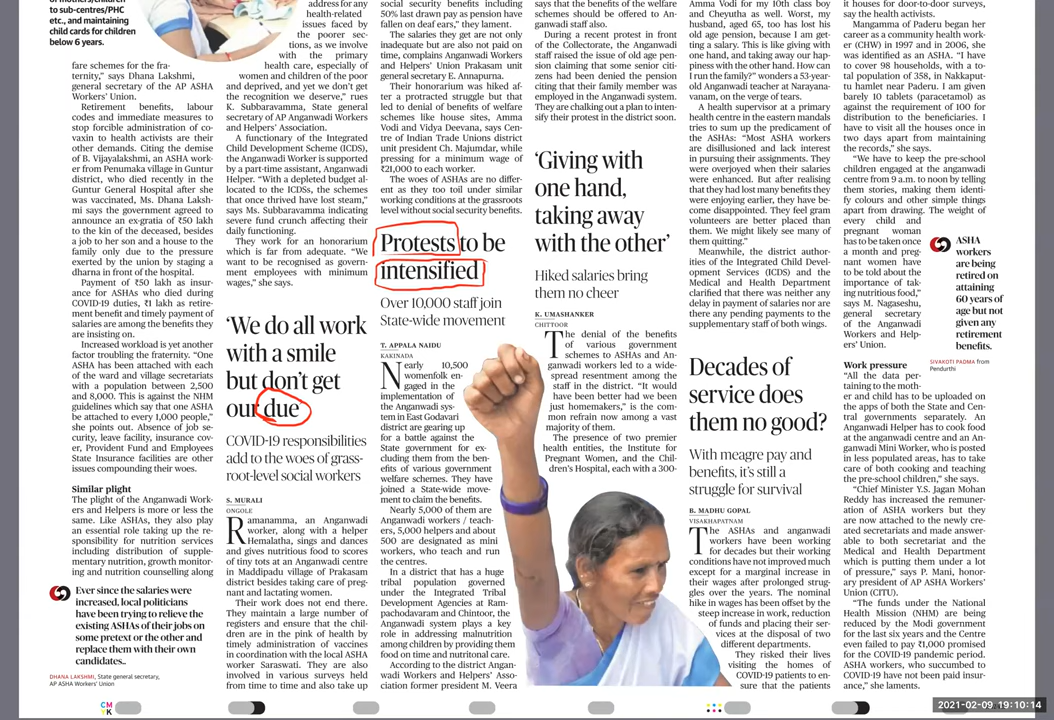 of mothers/children
to sub-centres/PHC
etc., and maintaining
child cards for children
below 6 years.
fare schemes for the fra-
ternity,” says Dhana Lakshmi,
general secretary of the AP ASHA
Workers’ Union.
Retirement benefits, labour
codes and immediate measures to
stop forcible administration of co-
vaxin to health activists are their
other demands. Citing the demise
of B. Vijayalakshmi, an ASHA work-
er from Penumaka village in Guntur
district, who died recently in the
Guntur General Hospital after she
was vaccinated, Ms. Dhana Laksh-
mi says the government agreed to
announce an ex-gratia of ₹50 lakh
to the kin of the deceased, besides
a job to her son and a house to the
family only due to the pressure
exerted by the union by staging a
dharna in front of the hospital.
Payment of ₹50 lakh as insur-
ance for ASHAs who died during
COVID-19 duties, ₹1 lakh as retire-
ment benefit and timely payment of
salaries are among the benefits they
are insisting on.
Increased workload is yet another
factor troubling the fraternity. “One
ASHA has been attached with each
of the ward and village secretariats
with a population between 2,500
and 8,000. This is against the NHM
guidelines which say that one ASHA
be attached to every 1,000 people,”
she points out. Absence of job se-
curity, leave facility, insurance cov-
er, Provident Fund and Employees
State Insurance facilities are other
issues compounding their woes.
Similar plight
The plight of the Anganwadi Work-
ers and Helpers is more or less the
same. Like ASHAs, they also play
an essential role taking up the re-
sponsibility for nutrition services
including distribution of supple-
mentary nutrition, growth monitor-
ing and nutrition counselling along
Ever since the salaries were
increased, local politicians
have been trying to relieve the
existing ASHAs of their jobs on
some pretext or the other and
replace them with their own
candidates..
DHANA LAKSHMI, State general secretary,
AP ASHA Workers’ Union
address for any
health-related
issues faced by
the poorer sec-
tions, as we involve
with the primary
health care, especially of
women and children of the poor
and deprived, and yet we don’t get
the recognition we deserve,” rues
K. Subbaravamma, State general
secretary of AP Anganwadi Workers
and Helpers’ Association.
A functionary of the Integrated
Child Development Scheme (ICDS),
the Anganwadi Worker is supported
by a part-time assistant, Anganwadi
Helper. “With a depleted budget al-
located to the ICDSs, the schemes
that once thrived have lost steam,”
says Ms. Subbaravamma indicating
severe fund crunch affecting their
daily functioning.
They work for an honorarium
which is far from adequate. “We
want to be recognised as govern-
ment employees with minimum
wages,” she says.
‘We do all work
with a smile
but don’t get
our due’
COVID-19 responsibilities
add to the woes of grass-
root-level social workers
S. MURALI
ONGOLE
Ramanamma, an Anganwadi
worker, along with a helper
Hemalatha, sings and dances
and gives nutritious food to scores
of tiny tots at an Anganwadi centre
in Maddipadu village of Prakasam
district besides taking care of preg-
nant and lactating women.
Their work does not end there.
They maintain a large number of
registers and ensure that the chil-
dren are in the pink of health by
timely administration of vaccines
in coordination with the local ASHA
worker Saraswati. They are also
involved in various surveys held
from time to time and also take up
social security benefits including
50% last drawn pay as pension have
fallen on deaf ears,” they lament.
The salaries they get are not only
inadequate but are also not paid on
time, complains Anganwadi Workers
and Helpers’ Union Prakasam unit
general secretary E. Annapurna.
Their honorarium was hiked af-
ter a protracted struggle but that
led to denial of benefits of welfare
schemes like house sites, Amma
Vodi and Vidya Deevana, says Cen-
tre of Indian Trade Unions district
unit president Ch. Majumdar, while
pressing for a minimum wage of
₹21,000 to each worker.
The woes of ASHAs are no differ-
ent as they too toil under similar
working conditions at the grassroots
level without social security benefits.
Protests to be
intensified
Over 10,000 staff join
State-wide movement
T. APPALA NAIDU
KAKINADA
Nearly 10,500
womenfolk en-
gaged in the
implementation of
the Anganwadi sys-
tem in East Godavari
district are gearing up
for a battle against the
State government for ex-
cluding them from the ben-
efits of various government
welfare schemes. They have
joined a State-wide move-
ment to claim the benefits.
Nearly 5,000 of them are
Anganwadi workers / teach-
ers, 5,000 helpers and about
500 are designated as mini
workers, who teach and run
the centres.
In a district that has a huge
tribal population governed
under the Integrated Tribal
Development Agencies at Ram-
pachodavaram and Chintoor, the
Anganwadi system plays a key
role in addressing malnutrition
among children by providing them
food on time and nutritional care.
According to the district Angan-
wadi Workers and Helpers’ Asso-
ciation former president M. Veera
says that the benefits of the welfare
schemes should be offered to An-
ganwadi staff also.
During a recent protest in front
of the Collectorate, the Anganwadi
staff raised the issue of old age pen-
sion claiming that some senior citi-
zens had been denied the pension
citing that their family member was
employed in the Anganwadi system.
They are chalking out a plan to inten-
sify their protest in the district soon.
‘Giving with
one hand,
taking away
with the other’
Hiked salaries bring
them no cheer
K. UMASHANKER
CHITTOOR
The denial of the benefits
of various government
schemes to ASHAs and An-
ganwadi workers led to a wide-
spread resentment among the
staff in the district. “It would
have been better had we been
just homemakers,” is the com-
mon refrain now among a vast
majority of them.
The presence of two premier
health entities, the Institute for
Pregnant Women, and the Chil-
dren’s Hospital, each with a 300-
Amma Vodi for my 10th class boy
and Cheyutha as well. Worst, my
husband, aged 65, too has lost his
old age pension, because I am get-
ting a salary. This is like giving with
one hand, and taking away our hap-
piness with the other hand. How can
I run the family?” wonders a 53-year-
old Anganwadi teacher at Narayana-
vanam, on the verge of tears.
A health supervisor at a primary
health centre in the eastern mandals
tries to sum up the predicament of
the ASHAs: “Most ASHA workers
are disillusioned and lack interest
in pursuing their assignments. They
were overjoyed when their salaries
were enhanced. But after realising
that they had lost many benefits they
were enjoying earlier, they have be-
come disappointed. They feel gram
volunteers are better placed than
them. We might likely see many of
them quitting.”
Meanwhile, the district author-
ities of the Integrated Child Devel-
opment Services (ICDS) and the
Medical and Health Department
clarified that there was neither any
delay in payment of salaries nor are
there any pending payments to the
supplementary staff of both wings.
Decades of
service does
them no good?
With meagre pay and
benefits, it’s still a
struggle for survival
B. MADHU GOPAL
VISAKHAPATNAM
The ASHAs and anganwadi
workers have been working
for decades but their working
conditions have not improved much
except for a marginal increase in
their wages after prolonged strug-
gles over the years. The nominal
hike in wages has been offset by the
steep increase in work, reduction
of funds and placing their ser-
vices at the disposal of two
different departments.
They risked their lives
visiting the homes of
COVID-19 patients to en-
sure that the patients
it houses for door-to-door surveys,
say the health activists.
Mangamma of Paderu began her
career as a community health work-
er (CHW) in 1997 and in 2006, she
was identified as an ASHA. “I have
to cover 98 households, with a to-
tal population of 358, in Nakkaput-
tu hamlet near Paderu. I am given
barely 10 tablets (paracetamol) as
against the requirement of 100 for
distribution to the beneficiaries. I
have to visit all the houses once in
two days apart from maintaining
the records,” she says.
“We have to keep the pre-school
children engaged at the anganwadi
centre from 9 a.m. to noon by telling
them stories, making them identi-
fy colours and other simple things
apart from drawing. The weight of
every child and
pregnant woman
has to be taken once
a month and preg-
nant women have
to be told about the
importance of tak-
ing nutritious food,”
says M. Nagaseshu,
general secretary
of the Anganwadi
Workers and Help-
ers’ Union.
ASHA
workers
are being
retired on
attaining
60 years of
age but not
given any
retirement
benefits.
SIVAKOTI PADMA from
Pendurthi
Work pressure
“All the data per-
taining to the moth-
er and child has to be uploaded on
the apps of both the State and Cen-
tral governments separately. An
Anganwadi Helper has to cook food
at the anganwadi centre and an An-
ganwadi Mini Worker, who is posted
in less populated areas, has to take
care of both cooking and teaching
the pre-school children,” she says.
“Chief Minister Y.S. Jagan Mohan
Reddy has increased the remuner-
ation of ASHA workers but they
are now attached to the newly cre-
ated secretariats and made answer-
able to both secretariat and the
Medical and Health Department
which is putting them under a lot
of pressure,” says P. Mani, honor-
ary president of AP ASHA Workers’
Union (CITU).
“The funds under the National
Health Mission (NHM) are being
reduced by the Modi government
for the last six years and the Centre
even failed to pay ₹1,000 promised
for the COVID-19 pandemic period.
ASHA workers, who succumbed to
COVID-19 have not been paid insur-
ance,” she laments.
CM
YK
2021-02-09 19:10:14